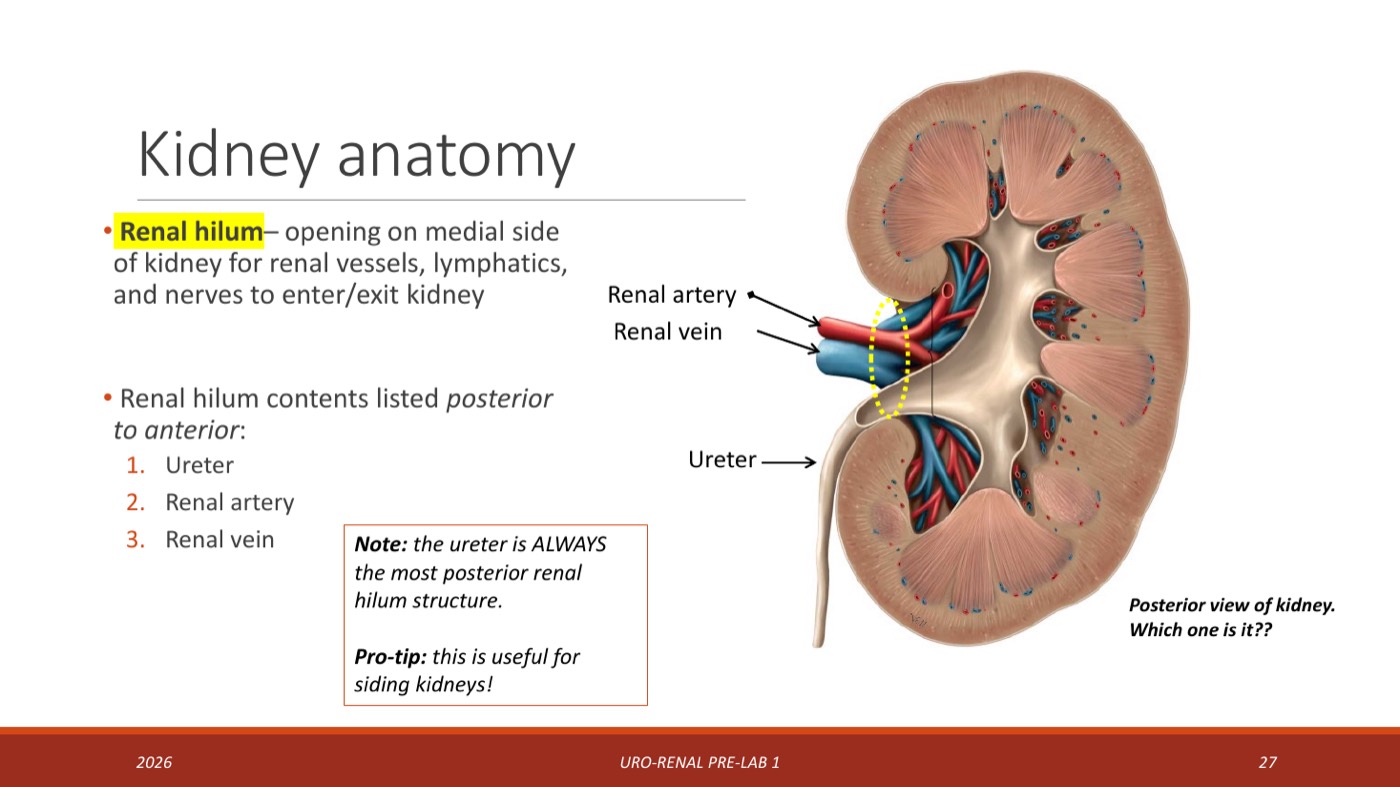 Kidney anatomy
• Renal hilum– opening on medial side
of kidney for renal vessels, lymphatics,
and nerves to enter/exit kidney
• Renal hilum contents listed posterior
to anterior:
1. Ureter
2. Renal artery
3. Renal vein
Note: the ureter is ALWAYS
the most posterior renal
hilum structure.
Pro-tip: this is useful for
siding kidneys!
Renal artery
Renal vein
Ureter
Posterior view of kidney.
Which one is it??
2026
URO-RENAL PRE-LAB 1
27